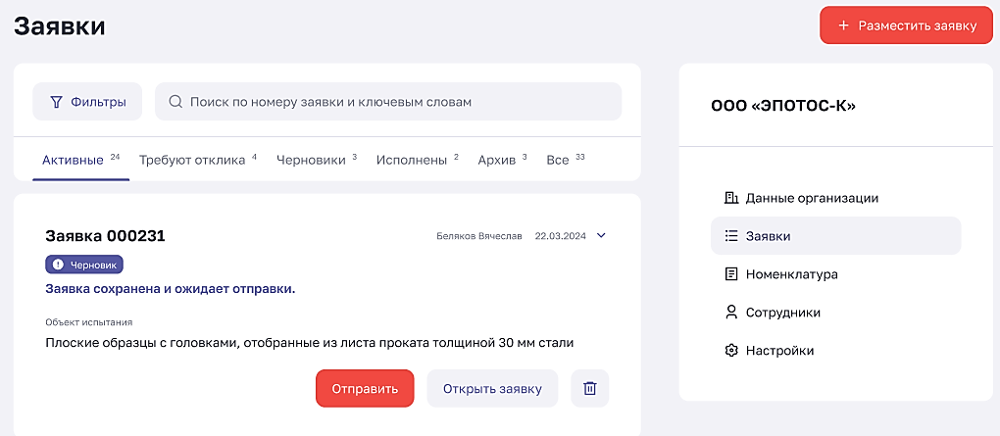 Заявки
+ Разместить заявку
Фильтры
Поиск по номеру заявки и ключевым словам
Активные 24 Требуют отклика 4 Черновики 3 Исполнены 2 Архив 3 Все 33
Заявка 000231
Беляков Вячеслав 22.03.2024
Черновик
Заявка сохранена и ожидает отправки.
Объект испытания
Плоские образцы с головками, отобранные из листа проката толщиной 30 мм стали
Отправить
Открыть заявку
ООО «ЭПОТОС-К»
Данные организации
Заявки
Номенклатура
Сотрудники
Настройки